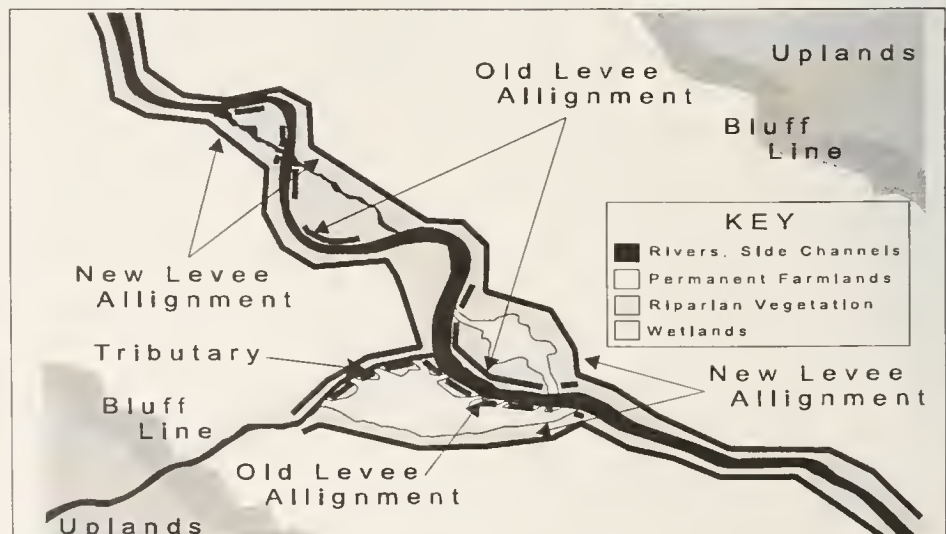 Uplands
Old Levee
Allignment
Bluff
Line
KEY
Rivers, Side Channels
Permanent Farmlands
Riparian Vegetation
Wetlands
New Levee
Allignment
Tributary
New Levee
Allignment
Bluff
Line
Old Levee
Allignment
Uplands